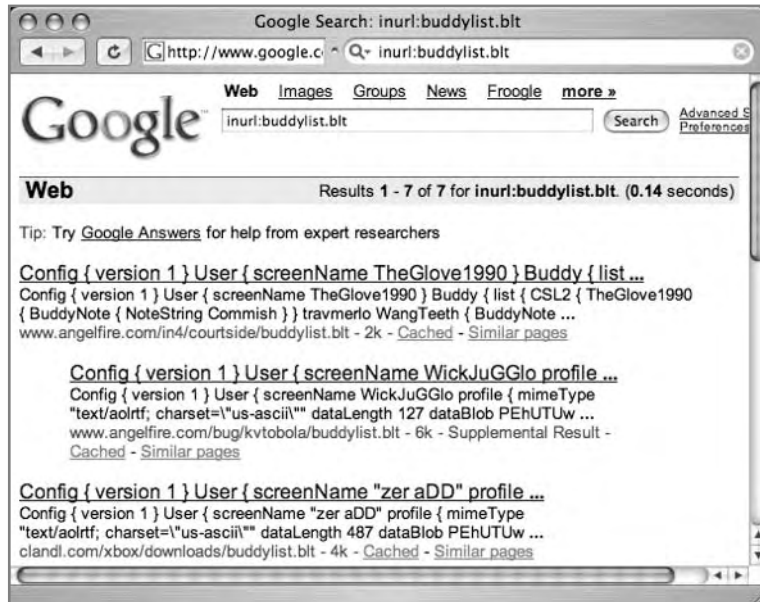 Google Search: inurl:buddylist.blt
http://www.google.c
inurl:buddylist.blt
Web Images Groups News Froogle more »
Google
inurl:buddylist.blt
Search
Advanced S
Preferences
Web
Results 1 - 7 of 7 for inurl:buddylist.blt. (0.14 seconds)
Tip: Try Google Answers for help from expert researchers
Config { version 1 } User { screenName TheGlove1990 } Buddy { list ...
Config { version 1 } User { screenName TheGlove1990 } Buddy { list { CSL2 { TheGlove1990
{ BuddyNote { NoteString Commish } } travmerlo WangTeeth { BuddyNote ...
www.angelfire.com/in4/courtside/buddylist.blt - 2k - Cached - Similar pages
Config { version 1 } User { screenName WickJuGGlo profile ...
Config { version 1 } User { screenName WickJuGGlo profile { mimeType
"text/aolrtf; charset=\"us-ascii\"" dataLength 127 dataBlob PEhUTUw ...
www.angelfire.com/bug/kvtobola/buddylist.blt - 6k - Supplemental Result -
Cached - Similar pages
Config { version 1 } User { screenName "zer aDD" profile ...
Config { version 1 } User { screenName "zer aDD" profile { mimeType
"text/aolrtf; charset=\"us-ascii\"" dataLength 487 dataBlob PEhUTUw ...
clandl.com/xbox/downloads/buddylist.blt - 4k - Cached - Similar pages